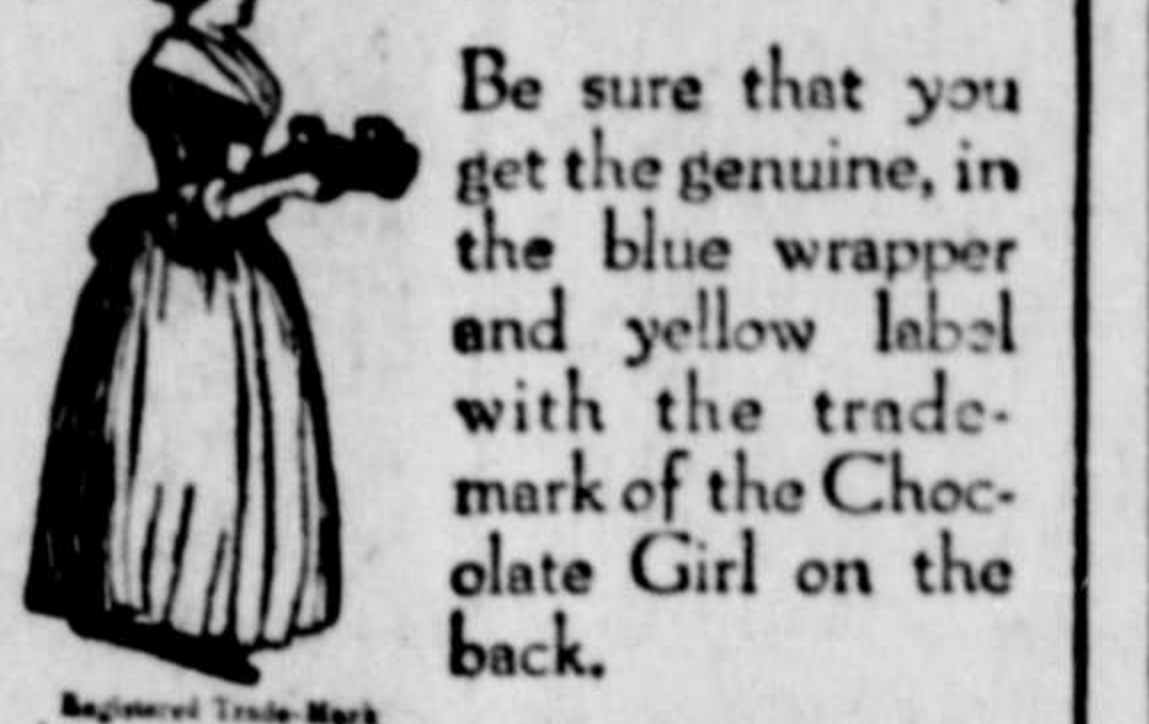 Be sure that you
get the genuine, in
the blue wrapper
and yellow label
with the trade-
mark of the Choc-
olate Girl on the
back.
Registered Trade-Mark